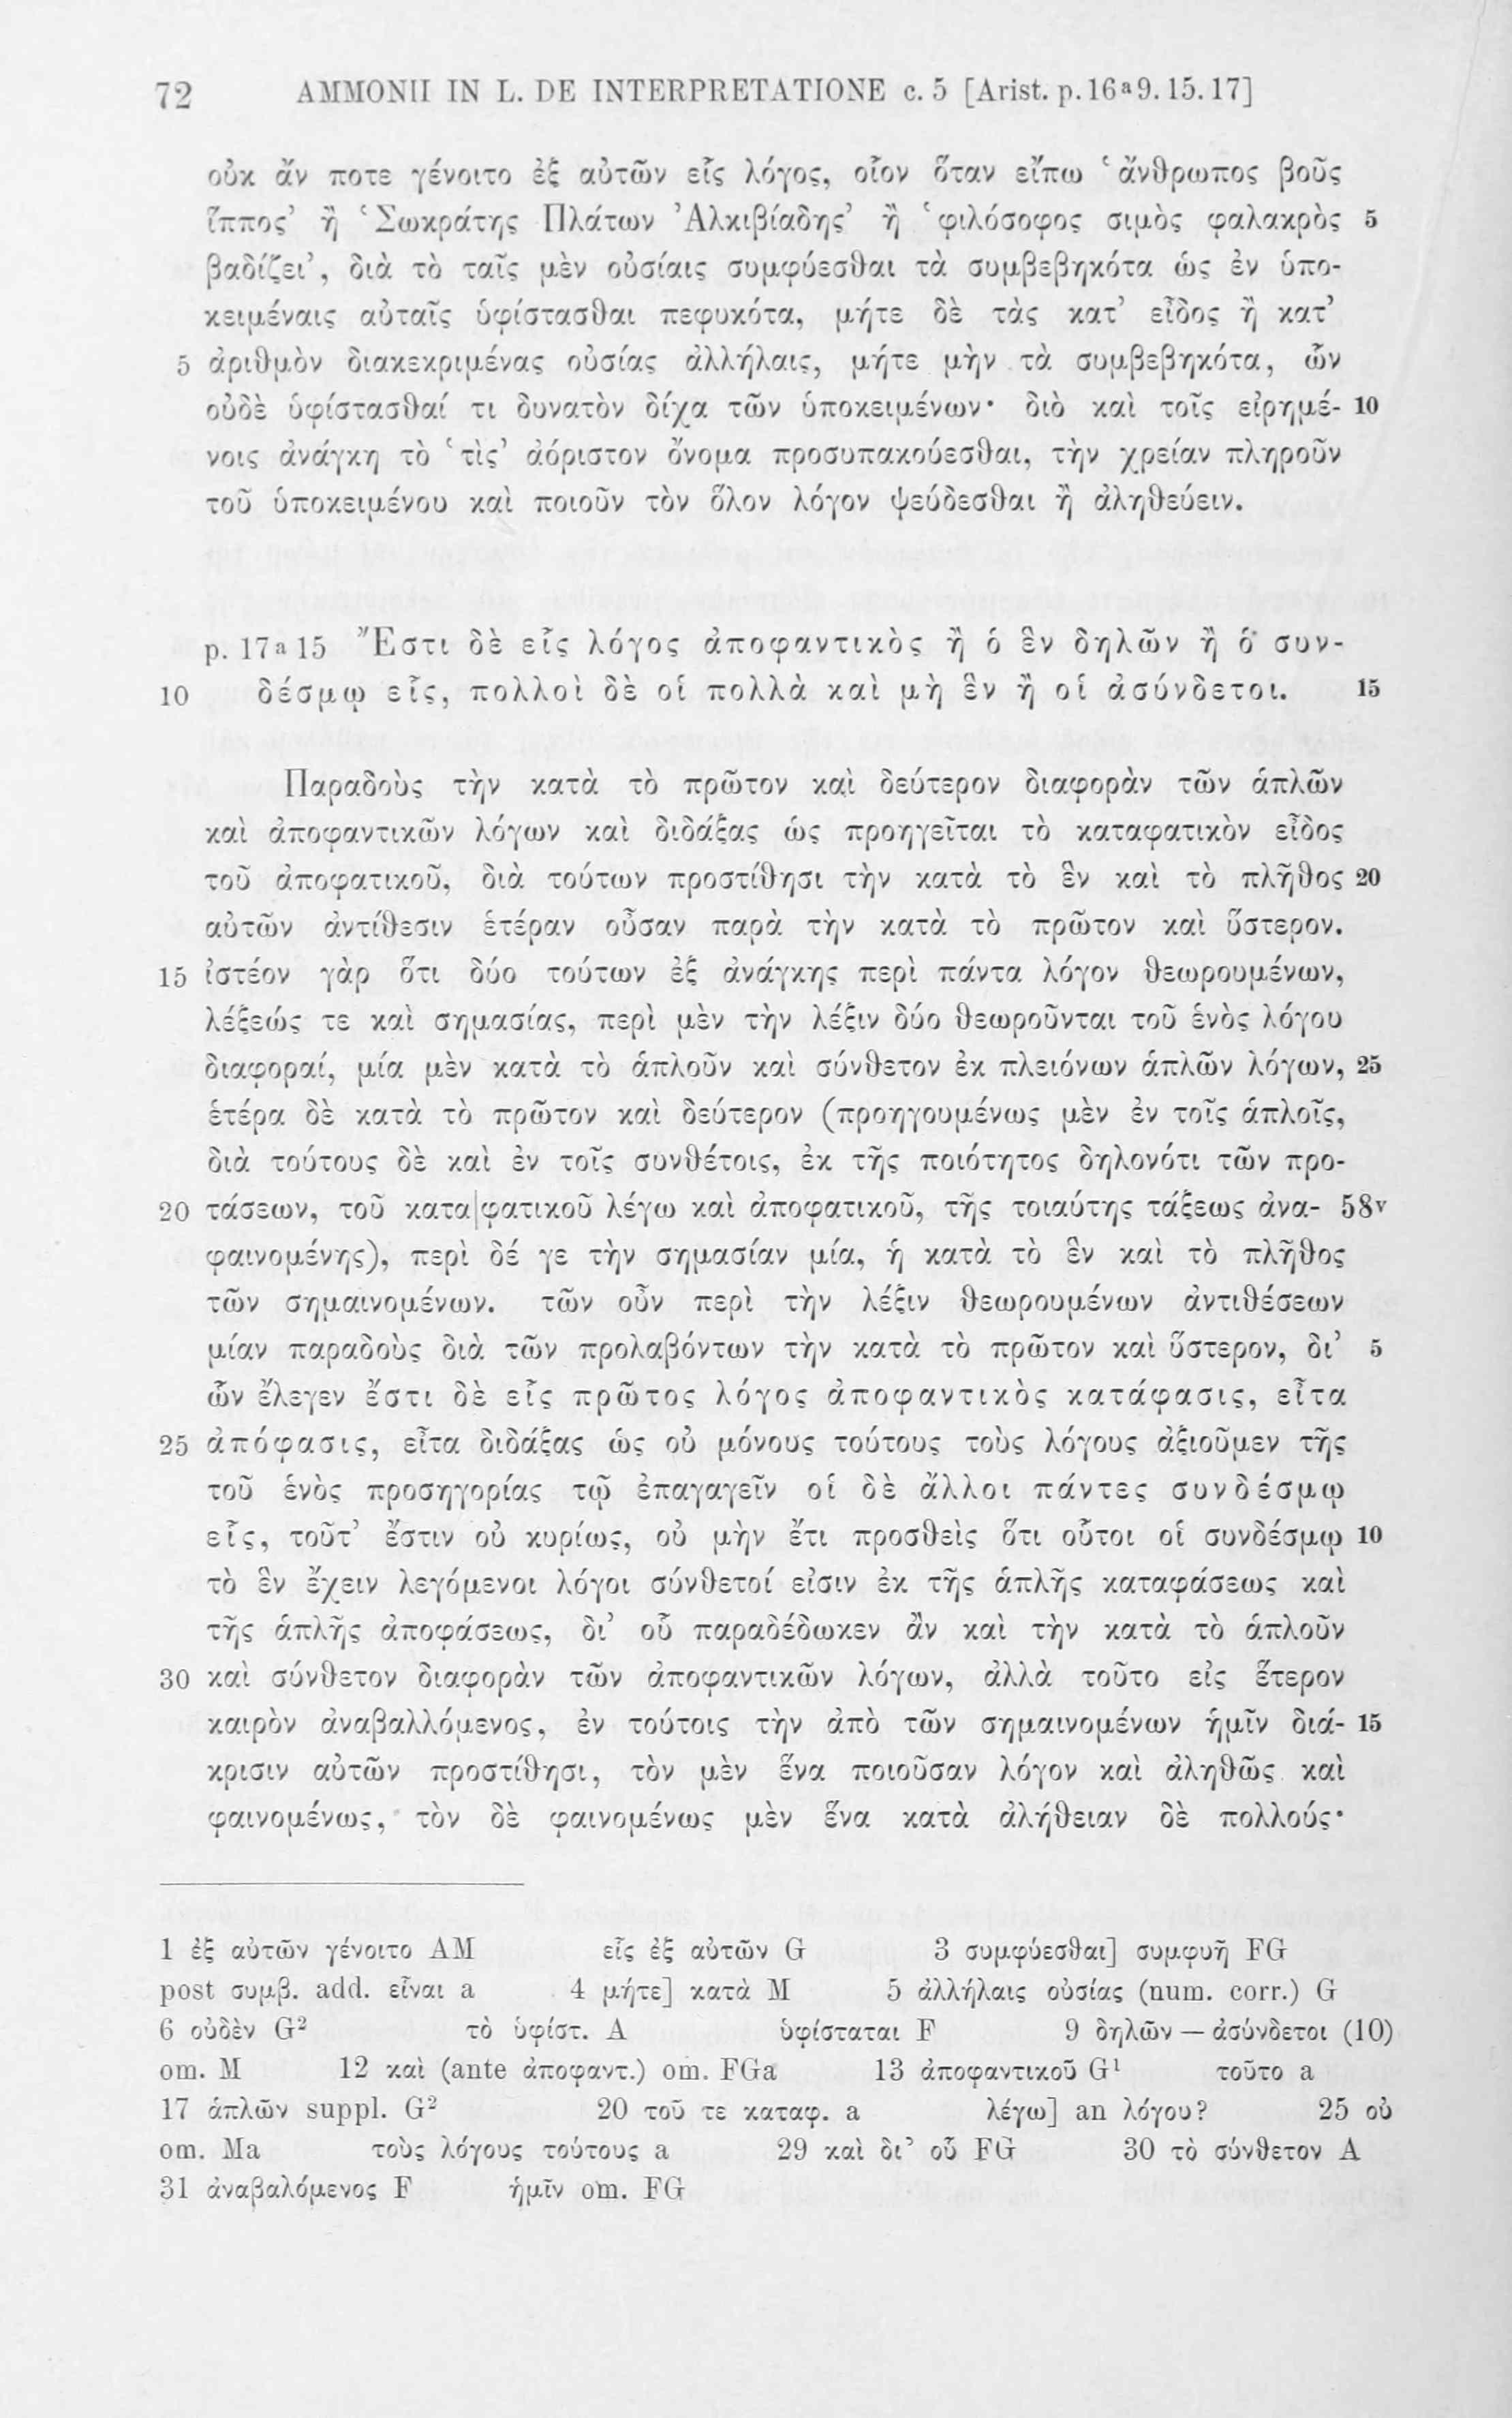 72 AMMONII IN L. DE INTERPRETATIONE c. 5 [Arist. p. 16ᵃ9. 15. 17]
οὐκ ἄν ποτε γένοιτο ἐξ αὐτῶν εἷς λόγος, οἷον ὅταν εἴπω ‘ἄνθρωπος βοῦς
ἵππος’ ἢ ‘Σωκράτης Πλάτων Ἀλκιβίαδης’ ἢ ‘φιλόσοφος σιμὸς φαλακρὸς 5
βαδίζει’, διὰ τὸ ταῖς μὲν οὐσίαις συμφύεσθαι τὰ συμβεβηκότα ὡς ἐν ὑπο-
κειμέναις αὐταῖς ὑφίστασθαι πεφυκότα, μήτε δὲ τὰς κατ’ εἶδος ἢ κατ’
5 ἀριθμὸν διακεκριμένας οὐσίας ἀλλήλαις, μήτε μὴν τὰ συμβεβηκότα, ὧν
οὐδὲ ὑφίστασθαί τι δυνατὸν δίχα τῶν ὑποκειμένων· διὸ καὶ τοῖς εἰρημέ- 10
νοις ἀνάγκη τὸ ‘τὶς’ ἀόριστον ὄνομα προσυπακούεσθαι, τὴν χρείαν πληροῦν
τοῦ ὑποκειμένου καὶ ποιοῦν τὸν ὅλον λόγον ψεύδεσθαι ἢ ἀληθεύειν.
p. 17ᵃ15 Ἔστι δὲ εἷς λόγος ἀποφαντικὸς ἢ ὁ ἓν δηλῶν ἢ ὁ συν-
10 δέσμῳ εἷς, πολλοὶ δὲ οἱ πολλὰ καὶ μὴ ἓν ἢ οἱ ἀσύνδετοι. 15
Παραδοὺς τὴν κατὰ τὸ πρῶτον καὶ δεύτερον διαφορὰν τῶν ἁπλῶν
καὶ ἀποφαντικῶν λόγων καὶ διδάξας ὡς προηγεῖται τὸ καταφατικὸν εἶδος
τοῦ ἀποφατικοῦ, διὰ τούτων προστίθησι τὴν κατὰ τὸ ἓν καὶ τὸ πλῆθος 20
αὐτῶν ἀντίθεσιν ἑτέραν οὖσαν παρὰ τὴν κατὰ τὸ πρῶτον καὶ ὕστερον.
15 ἰστέον γὰρ ὅτι δύο τούτων ἐξ ἀνάγκης περὶ πάντα λόγον θεωρουμένων,
λέξεώς τε καὶ σημασίας, περὶ μὲν τὴν λέξιν δύο θεωροῦνται τοῦ ἑνὸς λόγου
διαφοραί, μία μὲν κατὰ τὸ ἁπλοῦν καὶ σύνθετον ἐκ πλειόνων ἁπλῶν λόγων, 25
ἑτέρα δὲ κατὰ τὸ πρῶτον καὶ δεύτερον (προηγουμένως μὲν ἐν τοῖς ἁπλοῖς,
διὰ τούτους δὲ καὶ ἐν τοῖς συνθέτοις, ἐκ τῆς ποιότητος δηλονότι τῶν προ-
20 τάσεων, τοῦ κατα|φατικοῦ λέγω καὶ ἀποφατικοῦ, τῆς τοιαύτης τάξεως ἀνα- 58ᵛ
φαινομένης), περὶ δέ γε τὴν σημασίαν μία, ἡ κατὰ τὸ ἓν καὶ τὸ πλῆθος
τῶν σημαινομένων. τῶν οὖν περὶ τὴν λέξιν θεωρουμένων ἀντιθέσεων
μίαν παραδοὺς διὰ τῶν προλαβόντων τὴν κατὰ τὸ πρῶτον καὶ ὕστερον, δι’ 5
ὧν ἔλεγεν ἔστι δὲ εἷς πρῶτος λόγος ἀποφαντικὸς κατάφασις, εἶτα
25 ἀπόφασις, εἶτα διδάξας ὡς οὐ μόνους τούτους τοὺς λόγους ἀξιοῦμεν τῆς
τοῦ ἑνὸς προσηγορίας τῷ ἐπαγαγεῖν οἱ δὲ ἄλλοι πάντες συνδέσμῳ
εἷς, τοῦτ’ ἔστιν οὐ κυρίως, οὐ μὴν ἔτι προσθεὶς ὅτι οὗτοι οἱ συνδέσμῳ 10
τὸ ἓν ἔχειν λεγόμενοι λόγοι σύνθετοί εἰσιν ἐκ τῆς ἁπλῆς καταφάσεως καὶ
τῆς ἁπλῆς ἀποφάσεως, δι’ οὗ παραδέδωκεν ἂν καὶ τὴν κατὰ τὸ ἁπλοῦν
30 καὶ σύνθετον διαφορὰν τῶν ἀποφαντικῶν λόγων, ἀλλὰ τοῦτο εἰς ἕτερον
καιρὸν ἀναβαλλόμενος, ἐν τούτοις τὴν ἀπὸ τῶν σημαινομένων ἡμῖν διά- 15
κρισιν αὐτῶν προστίθησι, τὸν μὲν ἕνα ποιοῦσαν λόγον καὶ ἀληθῶς καὶ
φαινομένως, τὸν δὲ φαινομένως μὲν ἕνα κατὰ ἀλήθειαν δὲ πολλούς·
1 ἐξ αὐτῶν γένοιτο AM εἷς ἐξ αὐτῶν G 3 συμφύεσθαι] συμφυῆ FG
post συμβ. add. εἶναι a 4 μήτε] κατὰ M 5 ἀλλήλαις οὐσίας (num. corr.) G
6 οὐδὲν G² τὸ ὑφίστ. A ὑφίσταται F 9 δηλῶν — ἀσύνδετοι (10)
om. M 12 καὶ (ante ἀποφαντ.) om. FGa 13 ἀποφαντικοῦ G¹ τοῦτο a
17 ἁπλῶν suppl. G² 20 τοῦ τε καταφ. a λέγω] an λόγου? 25 οὐ
om. Ma τοὺς λόγους τούτους a 29 καὶ δι’ οὗ FG 30 τὸ σύνθετον A
31 ἀναβαλόμενος F ἡμῖν om. FG